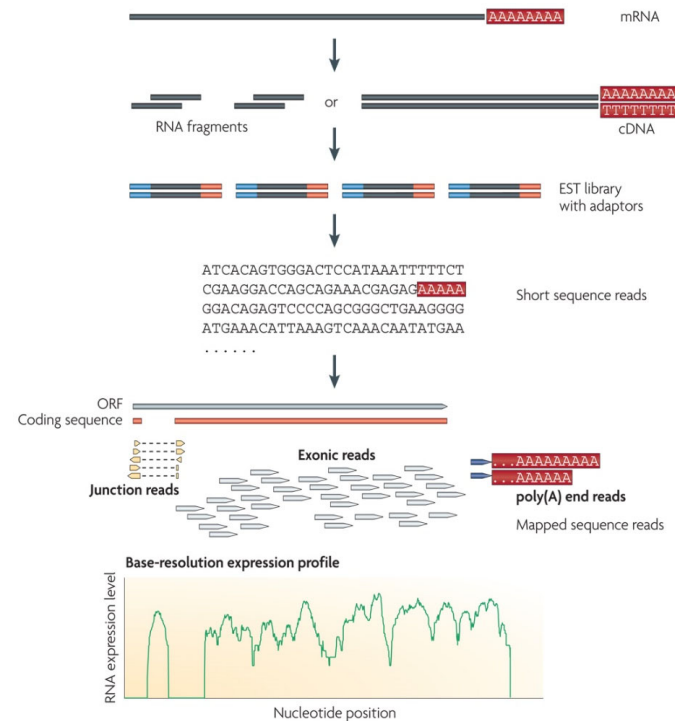 AAAAAAAA
mRNA
or
AAAAAAAA
TTTTTTTT
RNA fragments
cDNA
EST library
with adaptors
ATCACAGTGGGACTCCATAAATTTTTCT
CGAAGGACCAGCAGAAACGAGAGAAAAA
GGACAGAGTCCCCAGCGGGCTGAAGGGG
ATGAAACATTAAAGTCAAACAATATGAA
......
Short sequence reads
ORF
Coding sequence
Junction reads
Exonic reads
...AAAAAAAAA
...AAAAAA
poly(A) end reads
Mapped sequence reads
Base-resolution expression profile
RNA expression level
Nucleotide position